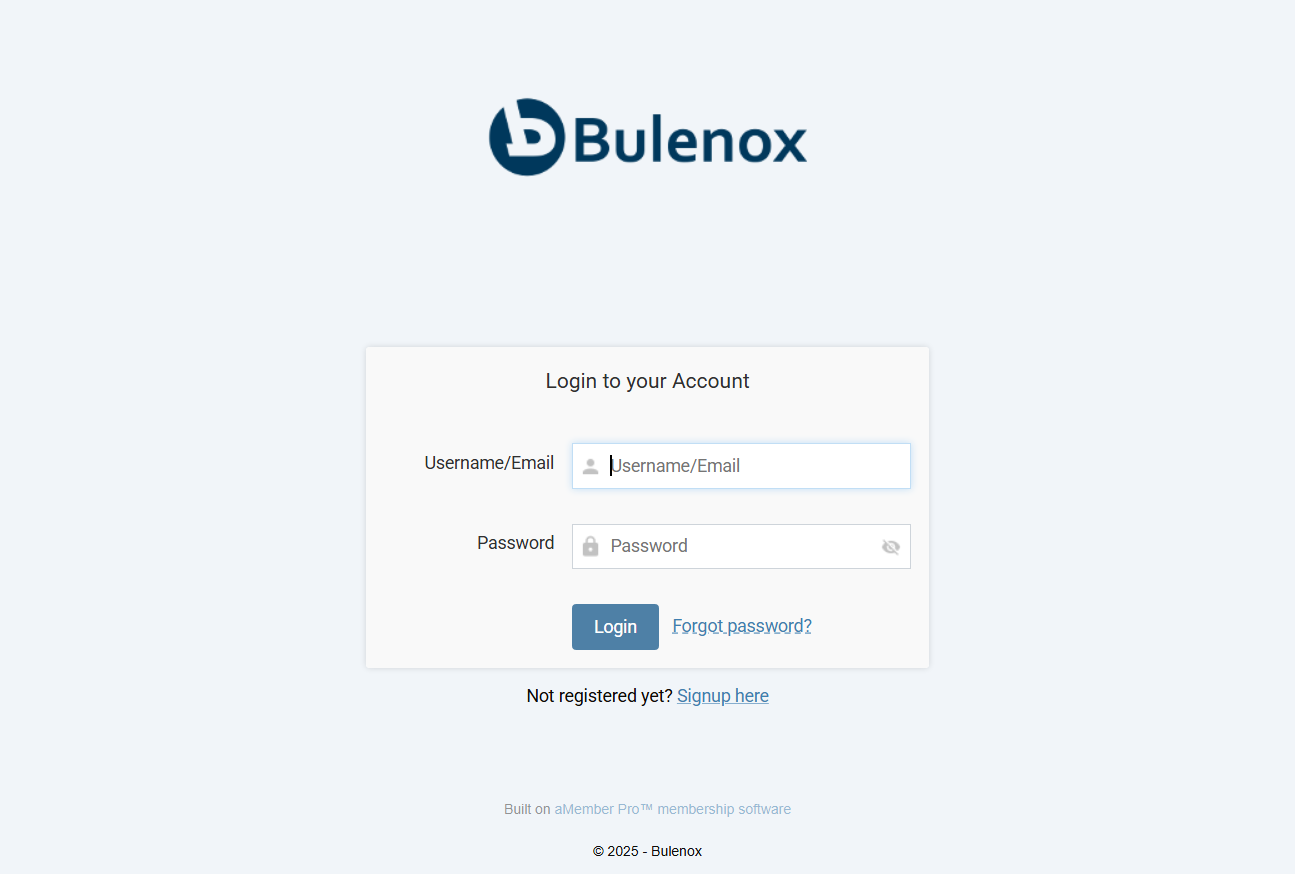 Bulenox
Login to your Account
Username/Email Username/Email
Password Password
Login Forgot password?
Not registered yet? Signup here
Built on aMember Pro™ membership software
© 2025 - Bulenox